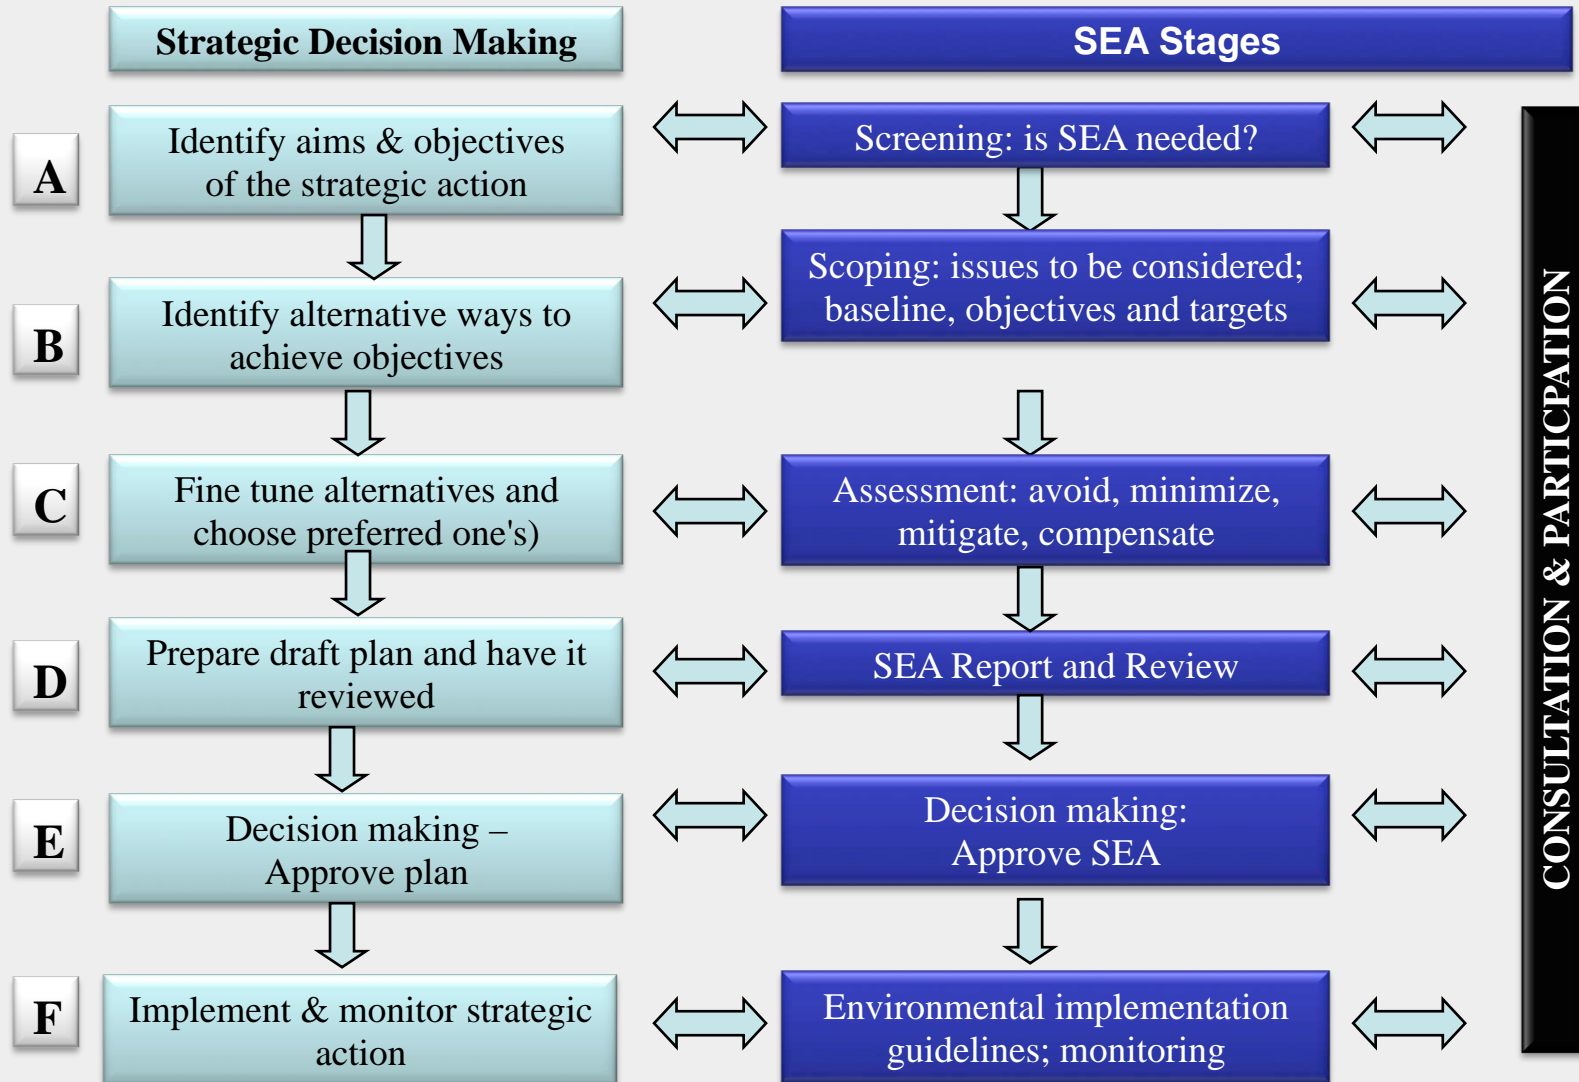 Strategic Decision Making
SEA Stages
A
Identify aims & objectives
of the strategic action
Screening: is SEA needed?
B
Identify alternative ways to
achieve objectives
Scoping: issues to be considered;
baseline, objectives and targets
C
Fine tune alternatives and
choose preferred one's)
Assessment: avoid, minimize,
mitigate, compensate
D
Prepare draft plan and have it
reviewed
SEA Report and Review
E
Decision making –
Approve plan
Decision making:
Approve SEA
F
Implement & monitor strategic
action
Environmental implementation
guidelines; monitoring
CONSULTATION & PARTICPATION